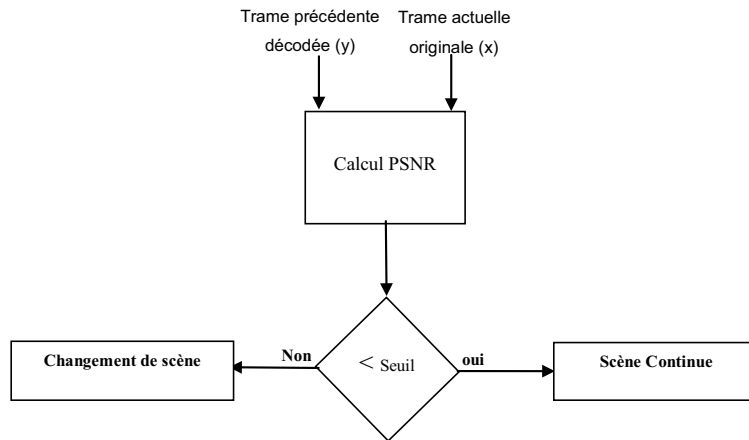 Trame précédente
décodée (y)
Trame actuelle
originale (x)
Calcul PSNR
< Seuil
Non
oui
Changement de scène
Scène Continue